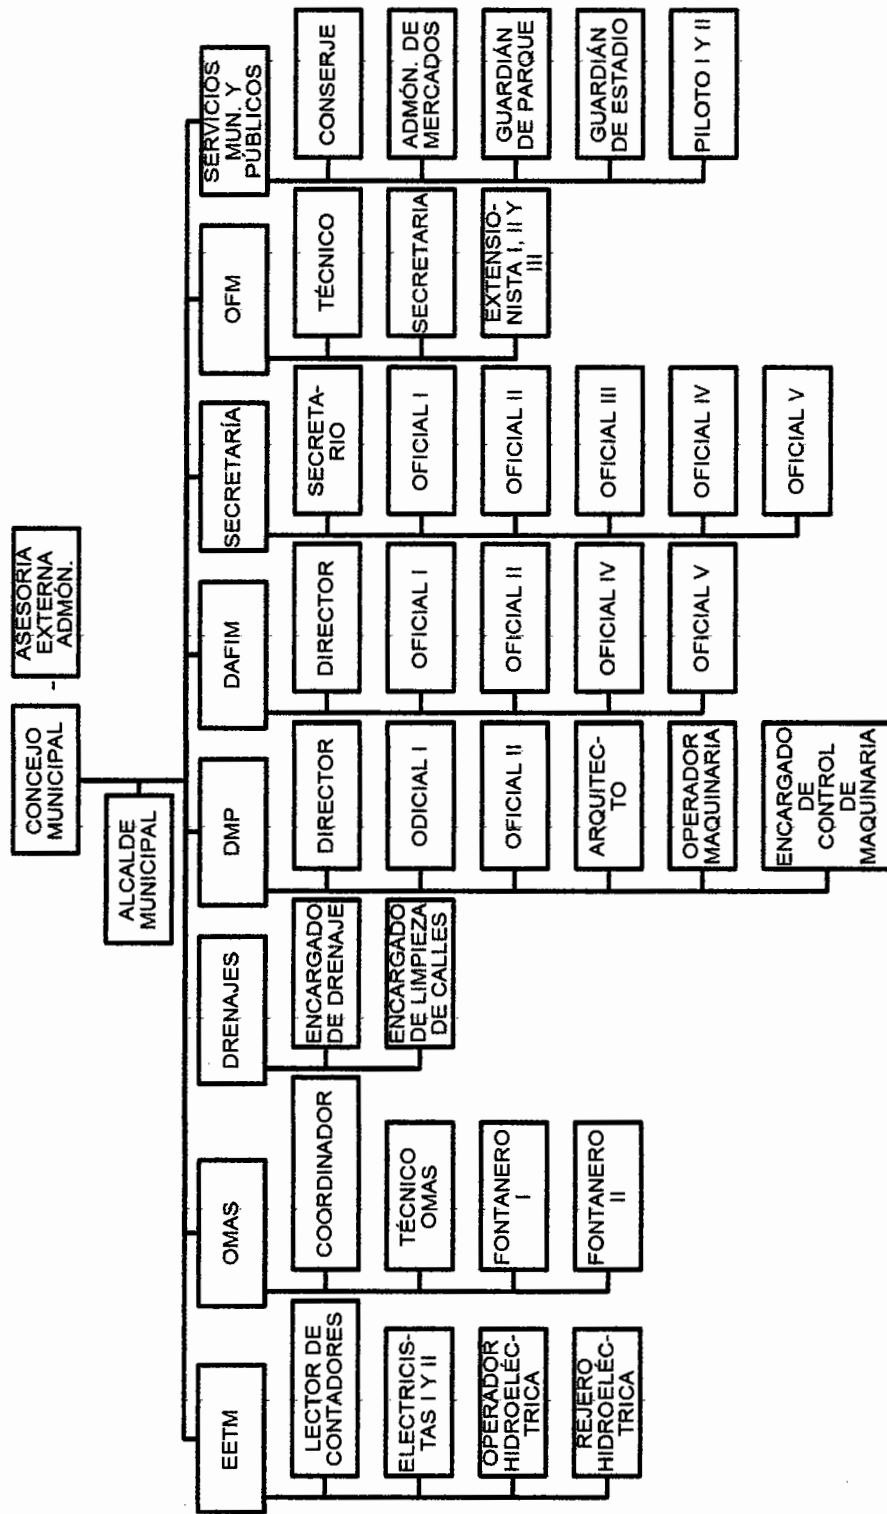 CONCEJO
MUNICIPAL
-
ASESORIA
EXTERNA
ADMÓN.
ALCALDE
MUNICIPAL
EETM
LECTOR DE
CONTADORES
ELECTRICIS-
TAS I Y II
OPERADOR
HIDROELÉC-
TRICA
REJERO
HIDROELÉC-
TRICA
OMAS
COORDINADOR
TÉCNICO
OMAS
FONTANERO
I
FONTANERO
II
DRENAJES
ENCARGADO
DE DRENAJE
ENCARGADO
DE LIMPIEZA
DE CALLES
DMP
DIRECTOR
ODICIAL I
OFICIAL II
ARQUITEC-
TO
OPERADOR
MAQUINARIA
ENCARGADO
DE
CONTROL
DE
MAQUINARIA
DAFIM
DIRECTOR
OFICIAL I
OFICIAL II
OFICIAL IV
OFICIAL V
SECRETARÍA
SECRETA-
RIO
OFICIAL I
OFICIAL II
OFICIAL III
OFICIAL IV
OFICIAL V
OFM
TÉCNICO
SECRETARIA
EXTENSIO-
NISTA I, II Y
III
SERVICIOS
MUN. Y
PÚBLICOS
CONSERJE
ADMÓN. DE
MERCADOS
GUARDIÁN
DE PARQUE
GUARDIÁN
DE ESTADIO
PILOTO I Y II